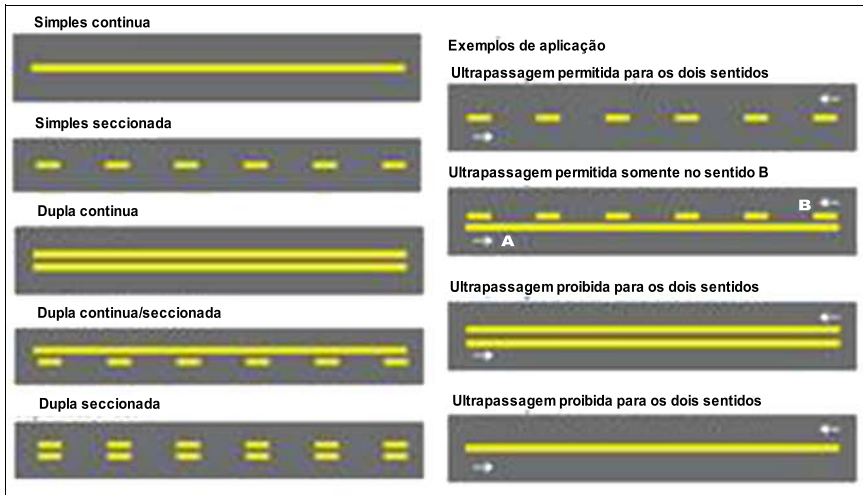 Simples continua
Simples seccionada
Dupla continua
Dupla continua/seccionada
Dupla seccionada
Exemplos de aplicação
Ultrapassagem permitida para os dois sentidos
Ultrapassagem permitida somente no sentido B
B
A
Ultrapassagem proibida para os dois sentidos
Ultrapassagem proibida para os dois sentidos